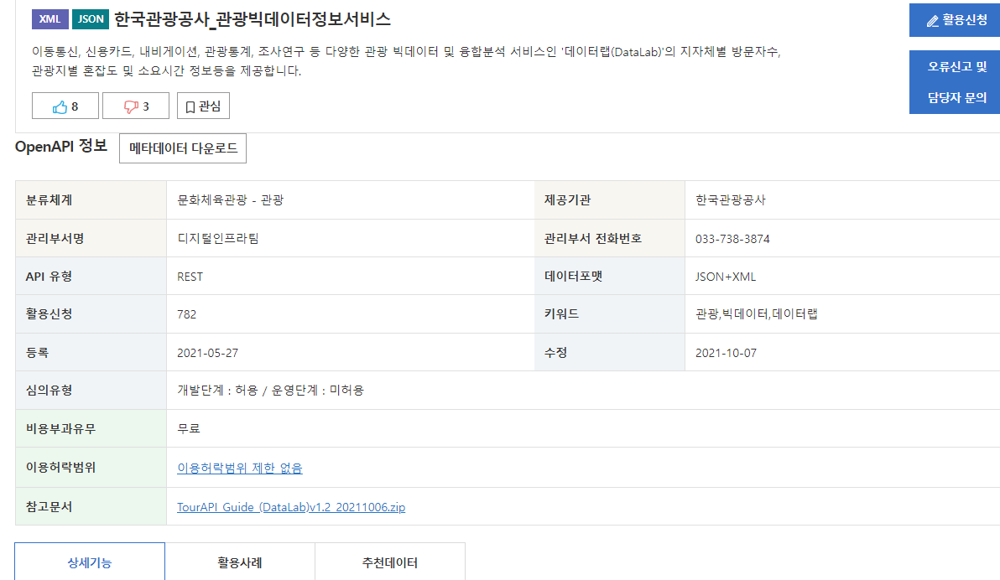 XML JSON 한국관광공사_관광빅데이터정보서비스
활용신청
이동통신, 신용카드, 내비게이션, 관광통계, 조사연구 등 다양한 관광 빅데이터 및 융합분석 서비스인 '데이터랩(DataLab)'의 지자체별 방문자수,
관광지별 혼잡도 및 소요시간 정보등을 제공합니다.
오류신고 및
담당자 문의
8 3 관심
OpenAPI 정보 메타데이터 다운로드
분류체계 문화체육관광 - 관광 제공기관 한국관광공사
관리부서명 디지털인프라팀 관리부서 전화번호 033-738-3874
API 유형 REST 데이터포맷 JSON+XML
활용신청 782 키워드 관광,빅데이터,데이터랩
등록 2021-05-27 수정 2021-10-07
심의유형 개발단계 : 허용 / 운영단계 : 미허용
비용부과유무 무료
이용허락범위 이용허락범위 제한 없음
참고문서 TourAPI_Guide_(DataLab)v1.2_20211006.zip
상세기능 활용사례 추천데이터